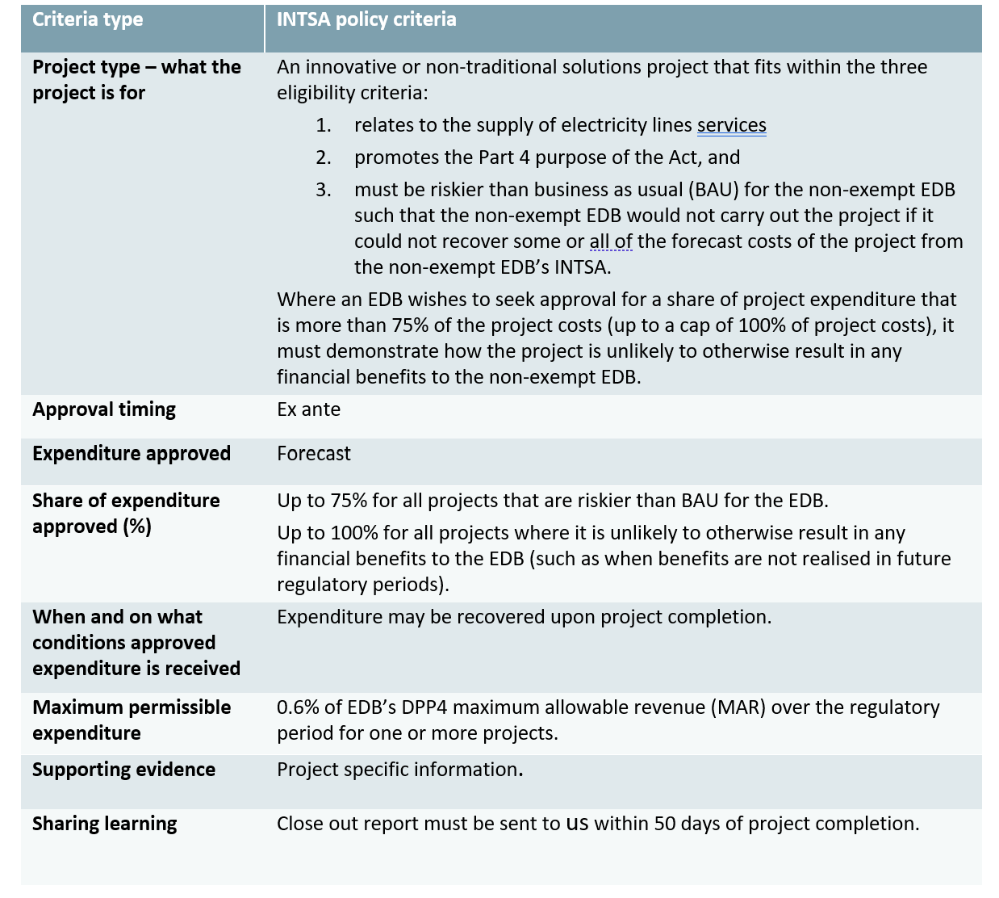 Criteria type
INTSA policy criteria
Project type – what the
project is for
An innovative or non-traditional solutions project that fits within the three
eligibility criteria:
1. relates to the supply of electricity lines services
2. promotes the Part 4 purpose of the Act, and
3. must be riskier than business as usual (BAU) for the non-exempt EDB
such that the non-exempt EDB would not carry out the project if it
could not recover some or all of the forecast costs of the project from
the non-exempt EDB’s INTSA.
Where an EDB wishes to seek approval for a share of project expenditure that
is more than 75% of the project costs (up to a cap of 100% of project costs), it
must demonstrate how the project is unlikely to otherwise result in any
financial benefits to the non-exempt EDB.
Approval timing
Ex ante
Expenditure approved
Forecast
Share of expenditure
approved (%)
Up to 75% for all projects that are riskier than BAU for the EDB.
Up to 100% for all projects where it is unlikely to otherwise result in any
financial benefits to the EDB (such as when benefits are not realised in future
regulatory periods).
When and on what
conditions approved
expenditure is received
Expenditure may be recovered upon project completion.
Maximum permissible
expenditure
0.6% of EDB’s DPP4 maximum allowable revenue (MAR) over the regulatory
period for one or more projects.
Supporting evidence
Project specific information.
Sharing learning
Close out report must be sent to us within 50 days of project completion.